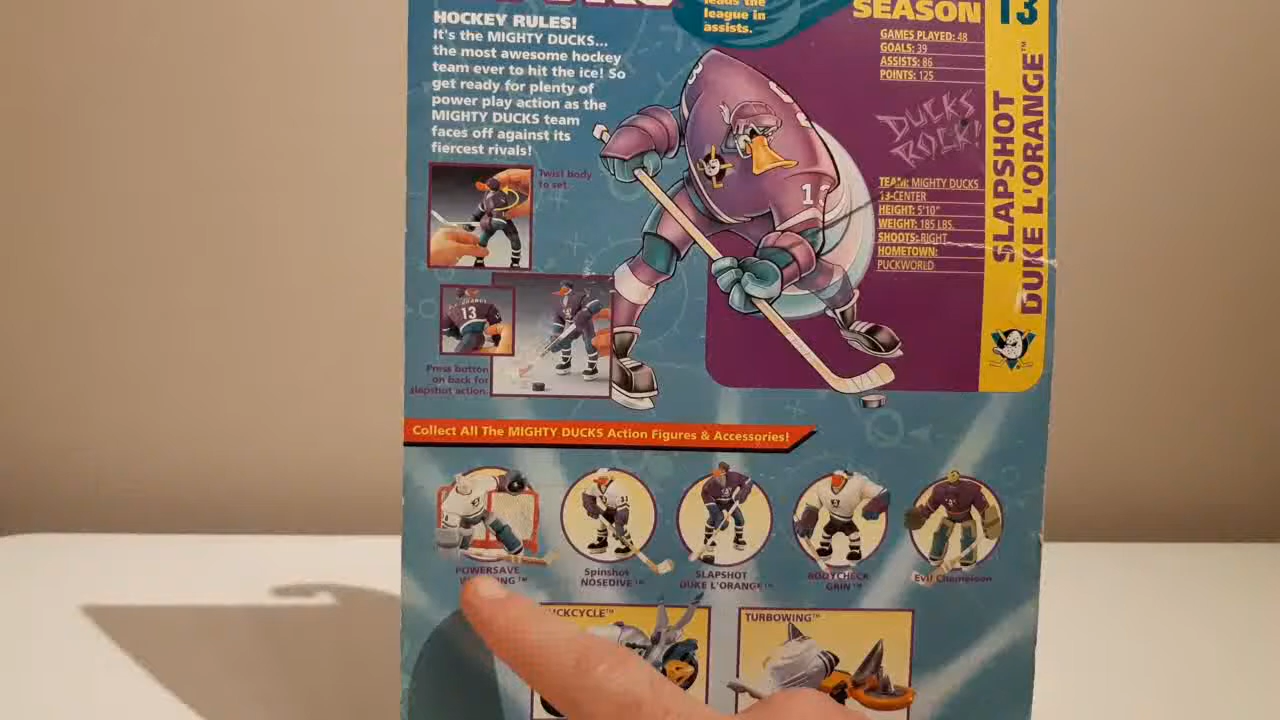 leads the
league in
assists.
SEASON
13
HOCKEY RULES!
It's the MIGHTY DUCKS...
the most awesome hockey
team ever to hit the ice! So
get ready for plenty of
power play action as the
MIGHTY DUCKS team
faces off against its
fiercest rivals!
GAMES PLAYED: 48
GOALS: 39
ASSISTS: 86
POINTS: 125
DUCKS
ROCK!
TEAM: MIGHTY DUCKS
13-CENTER
HEIGHT: 5'10"
WEIGHT: 185 LBS.
SHOOTS: RIGHT
HOMETOWN:
PUCKWORLD
SLAPSHOT
DUKE L'ORANGE™
Twist body
to set.
13
Press button
on back for
slapshot action.
Collect All The MIGHTY DUCKS Action Figures & Accessories!
POWERSAVE
Spinshot
NOSEDIVE™
SLAPSHOT
DUKE L'ORANGE™
BODYCHECK
GRIN™
Evil Chameleon
TURBOWING™